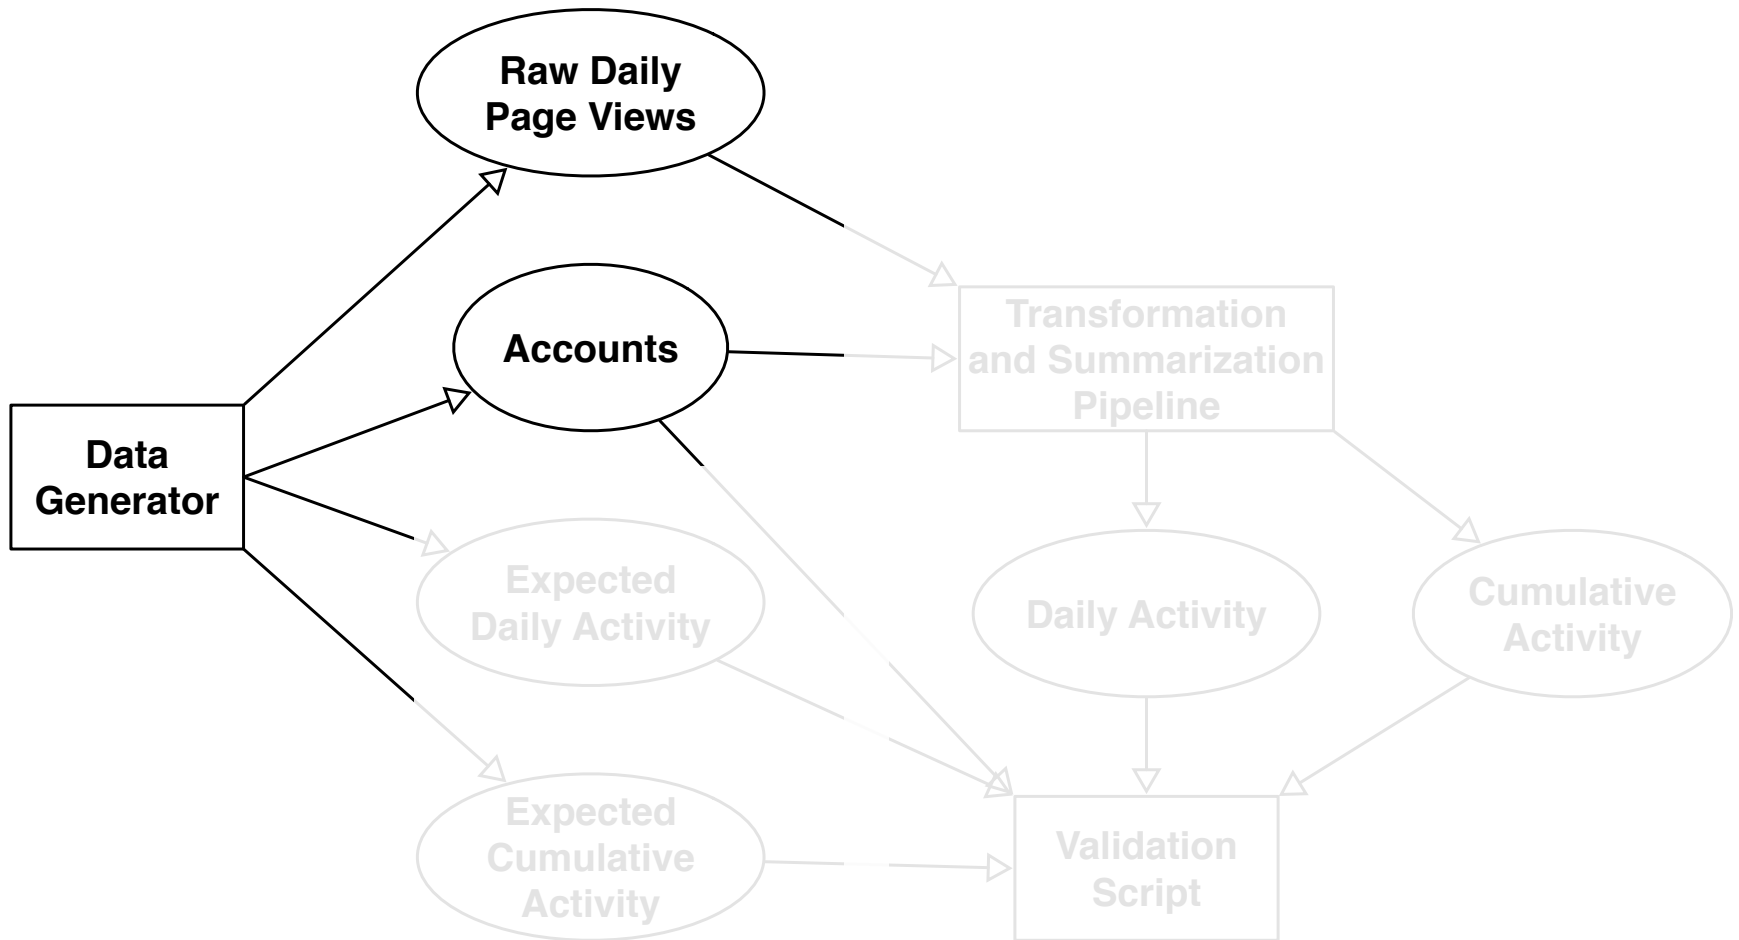 Raw Daily
Page Views
Accounts
Data
Generator
Expected
Daily Activity
Expected
Cumulative
Activity
Transformation
and Summarization
Pipeline
Daily Activity
Cumulative
Activity
Validation
Script